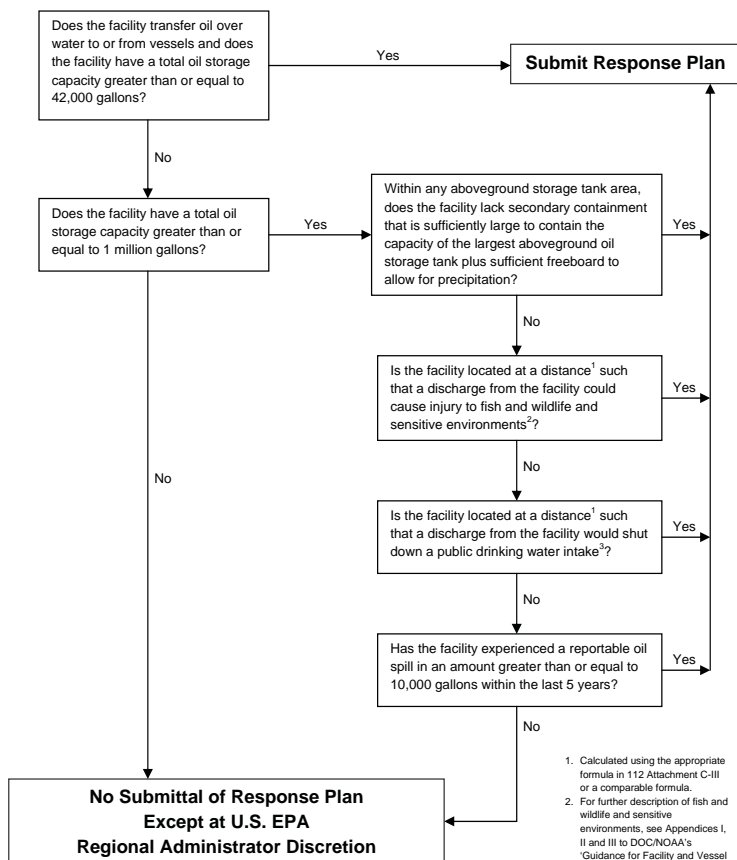 Does the facility transfer oil over
water to or from vessels and does
the facility have a total oil storage
capacity greater than or equal to
42,000 gallons?
Yes
Submit Response Plan
No
Does the facility have a total oil
storage capacity greater than or
equal to 1 million gallons?
Yes
Within any aboveground storage tank area,
does the facility lack secondary containment
that is sufficiently large to contain the
capacity of the largest aboveground oil
storage tank plus sufficient freeboard to
allow for precipitation?
Yes
No
Is the facility located at a distance¹ such
that a discharge from the facility could
cause injury to fish and wildlife and
sensitive environments²?
Yes
No
No
Is the facility located at a distance¹ such
that a discharge from the facility would shut
down a public drinking water intake³?
Yes
No
Has the facility experienced a reportable oil
spill in an amount greater than or equal to
10,000 gallons within the last 5 years?
Yes
No
No Submittal of Response Plan
Except at U.S. EPA
Regional Administrator Discretion
1. Calculated using the appropriate
formula in 112 Attachment C-III
or a comparable formula.
2. For further description of fish and
wildlife and sensitive
environments, see Appendices I,
II and III to DOC/NOAA's
'Guidance for Facility and Vessel